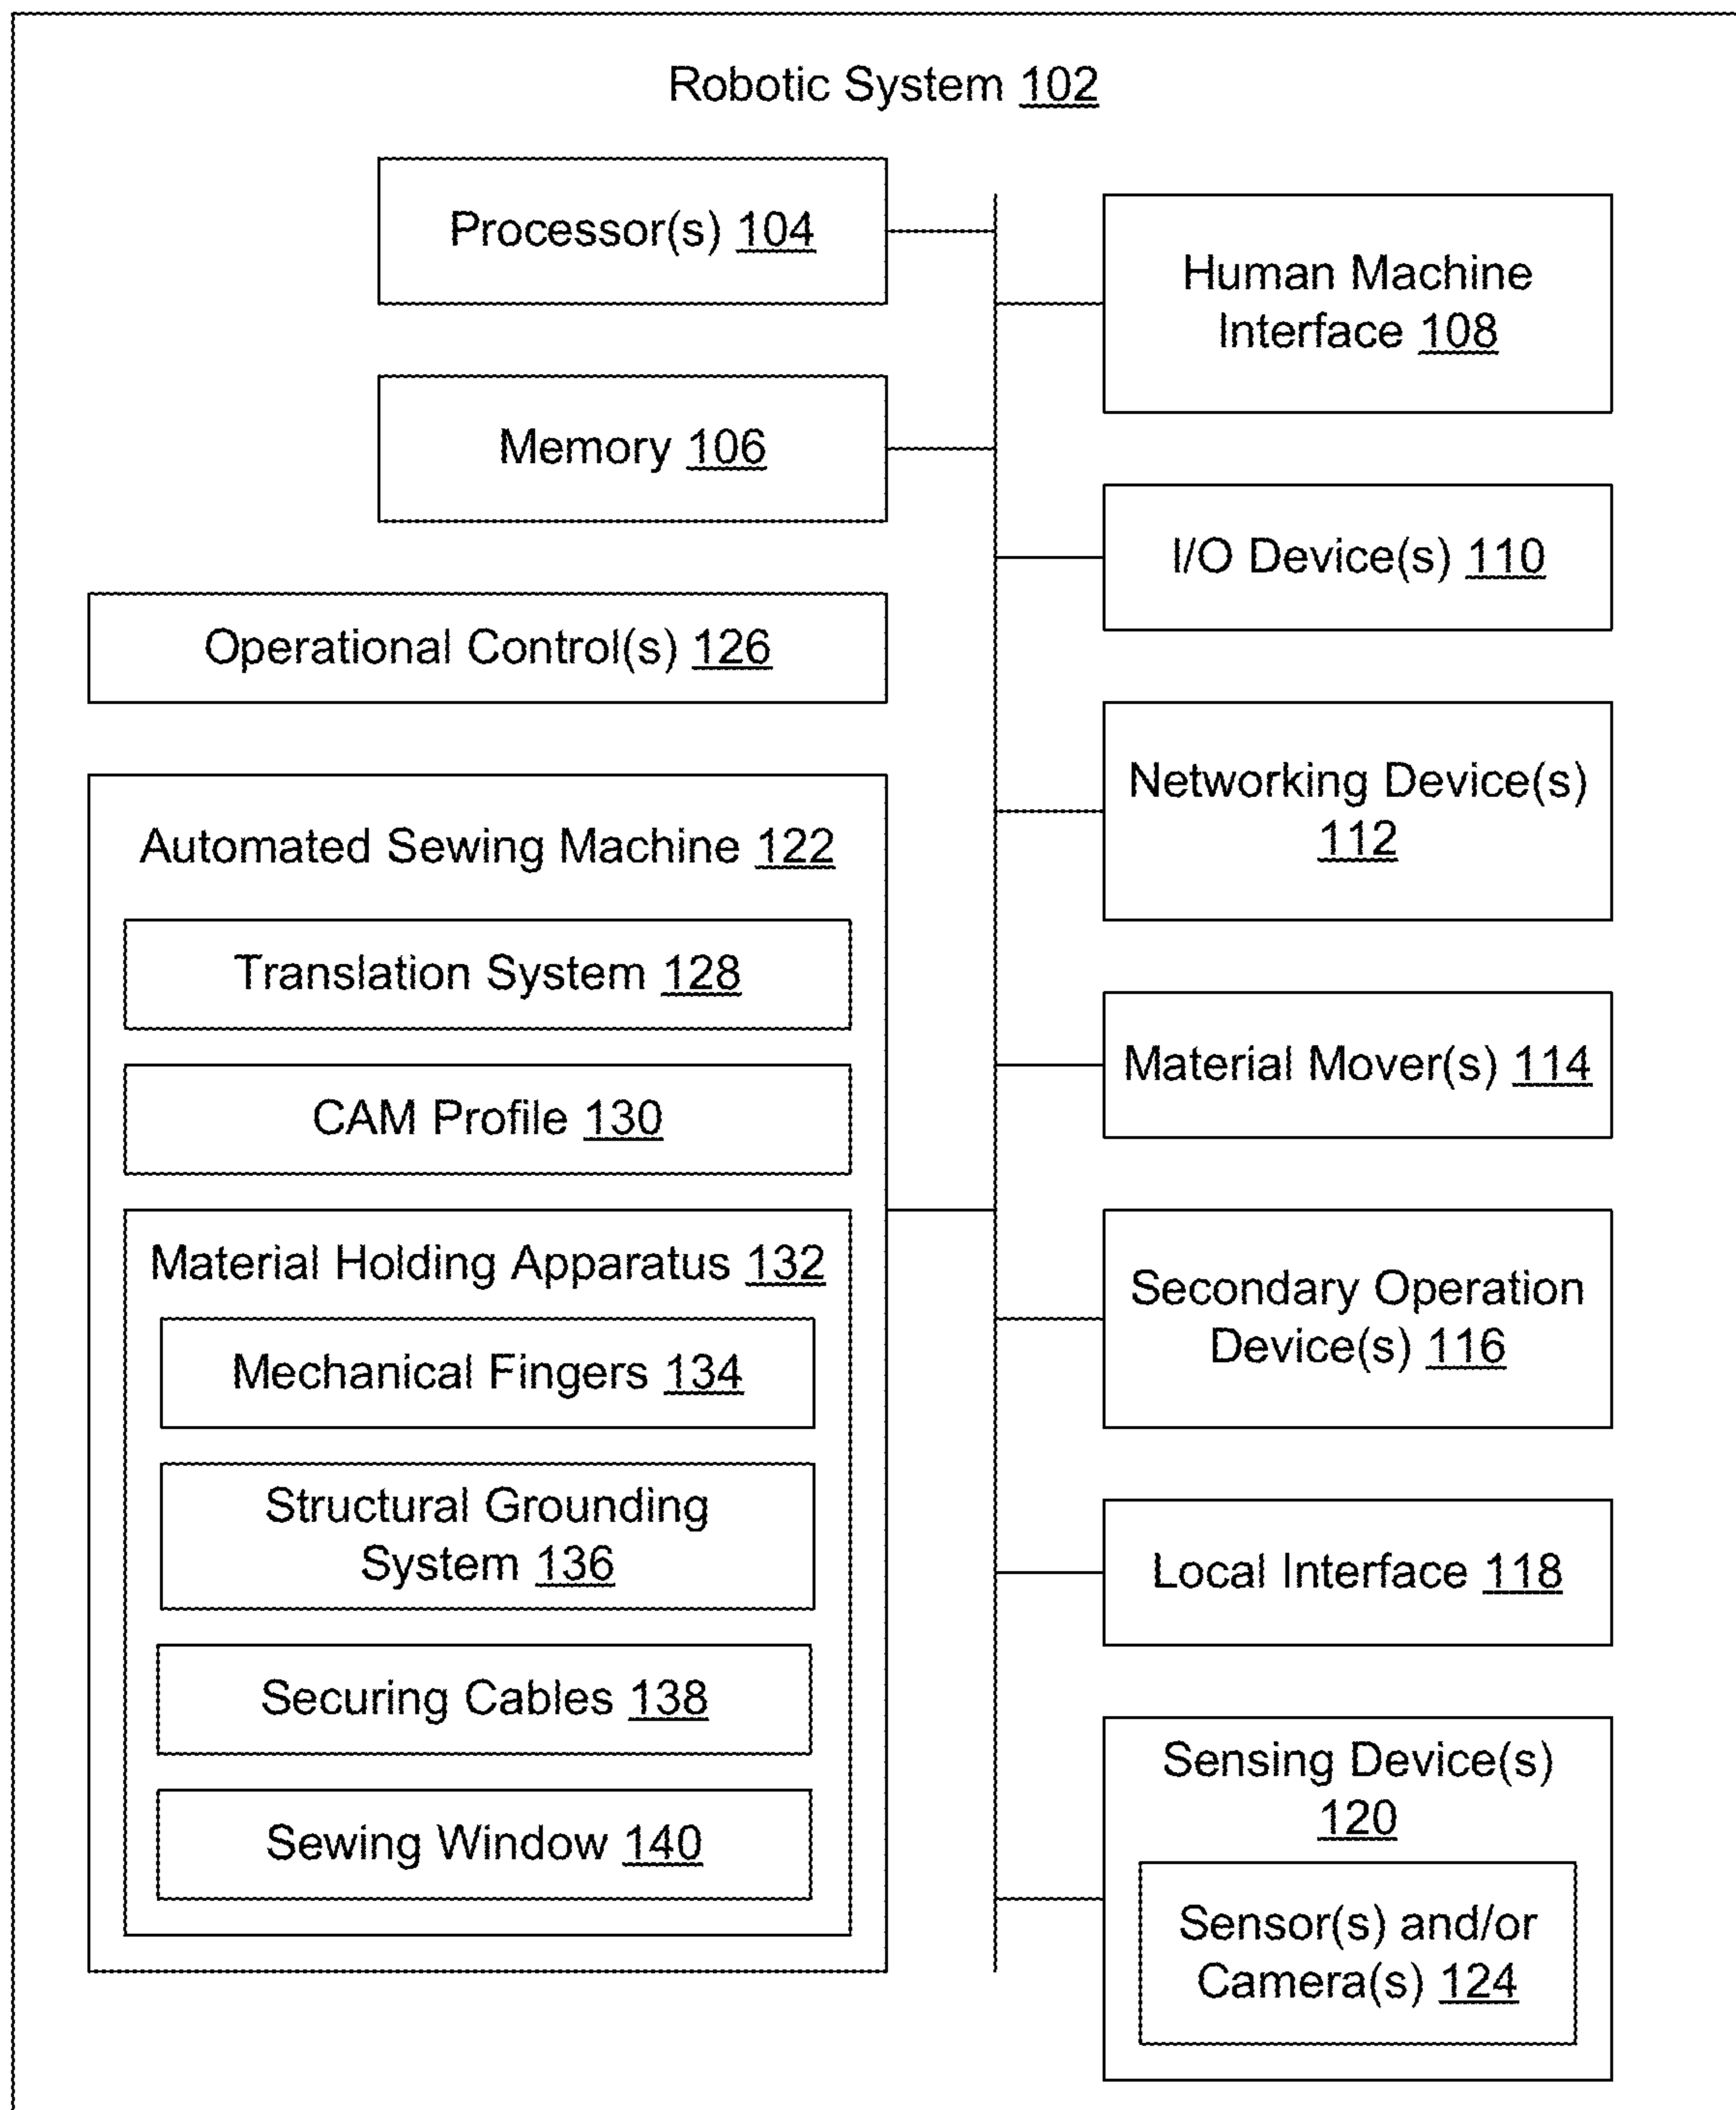 Robotic System 102
Processor(s) 104
Memory 106
Operational Control(s) 126
Automated Sewing Machine 122
Translation System 128
CAM Profile 130
Material Holding Apparatus 132
Mechanical Fingers 134
Structural Grounding
System 136
Securing Cables 138
Sewing Window 140
Human Machine
Interface 108
I/O Device(s) 110
Networking Device(s)
112
Material Mover(s) 114
Secondary Operation
Device(s) 116
Local Interface 118
Sensing Device(s)
120
Sensor(s) and/or
Camera(s) 124